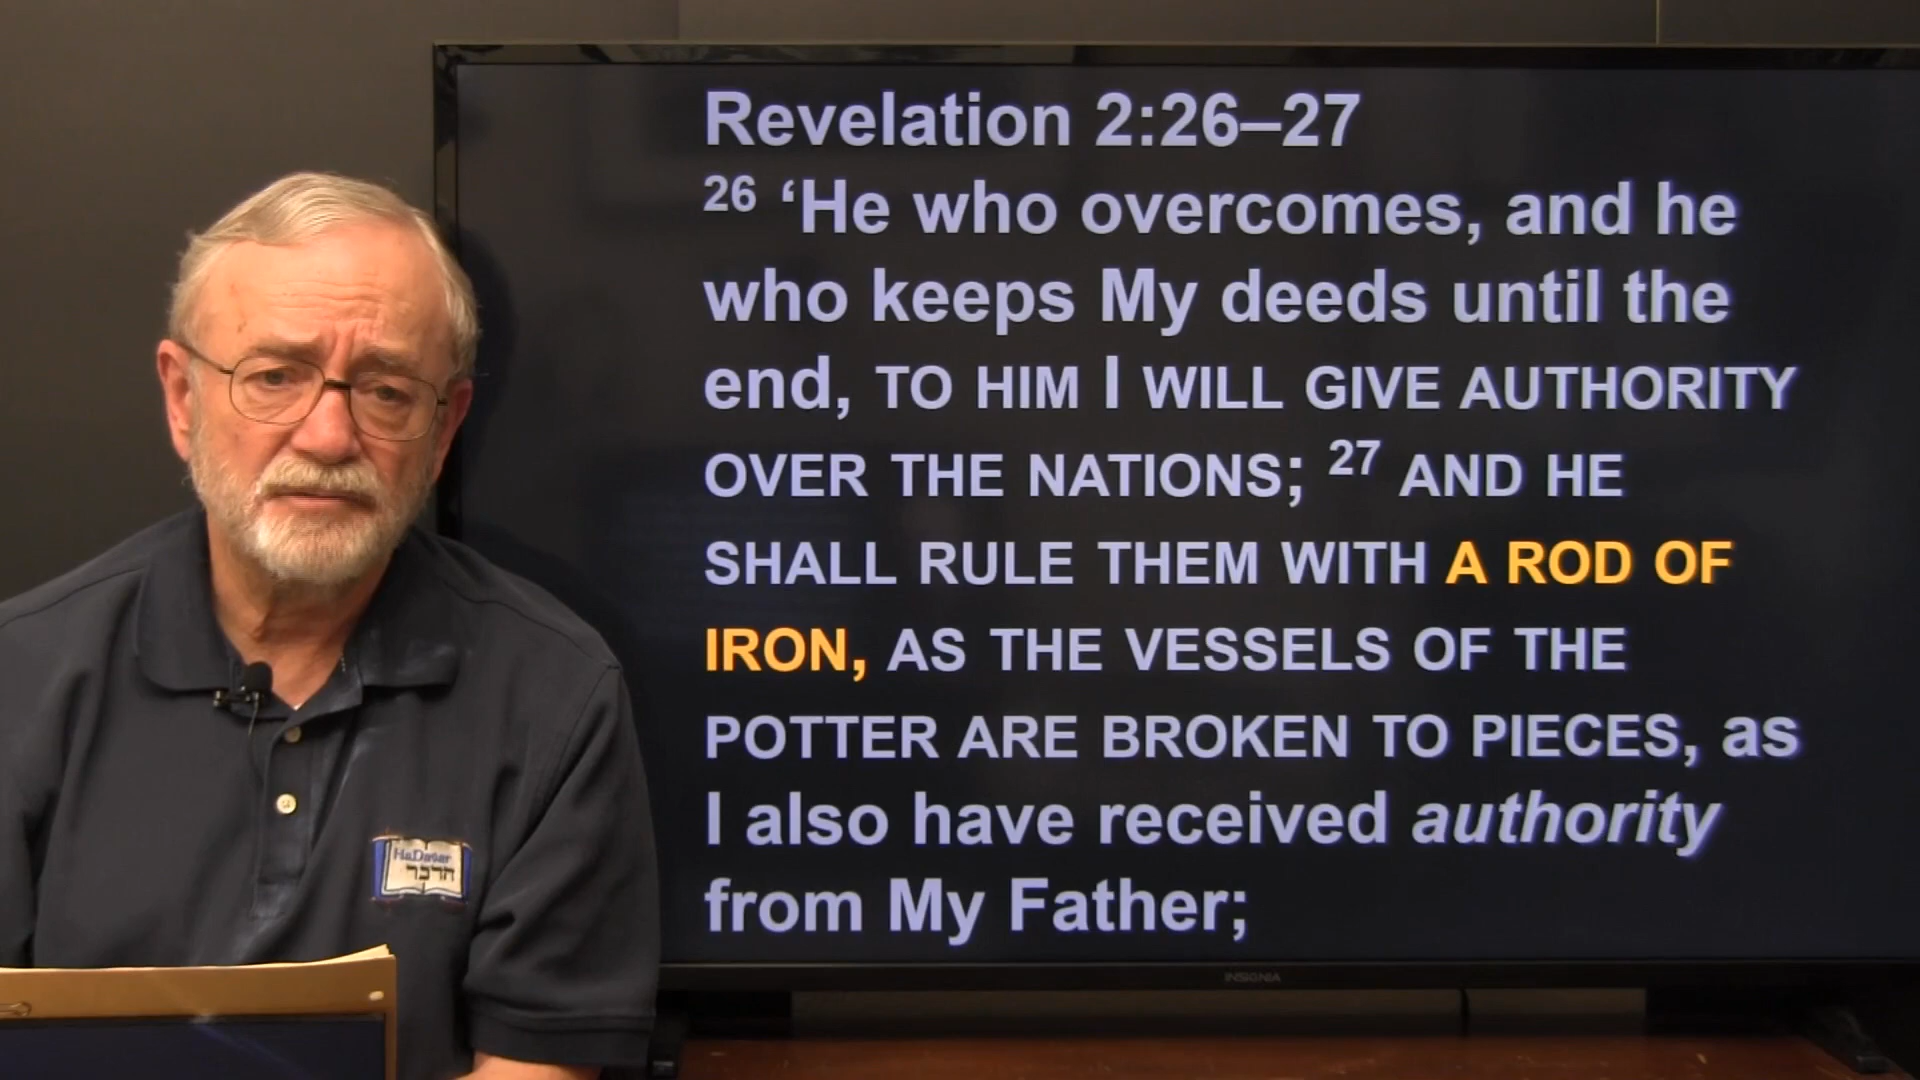 Revelation 2:26–27
26 ‘He who overcomes, and he
who keeps My deeds until the
end, TO HIM I WILL GIVE AUTHORITY
OVER THE NATIONS; 27 AND HE
SHALL RULE THEM WITH A ROD OF
IRON, AS THE VESSELS OF THE
POTTER ARE BROKEN TO PIECES, as
I also have received authority
from My Father;
INSIGNIA
HaDavar
הדבר